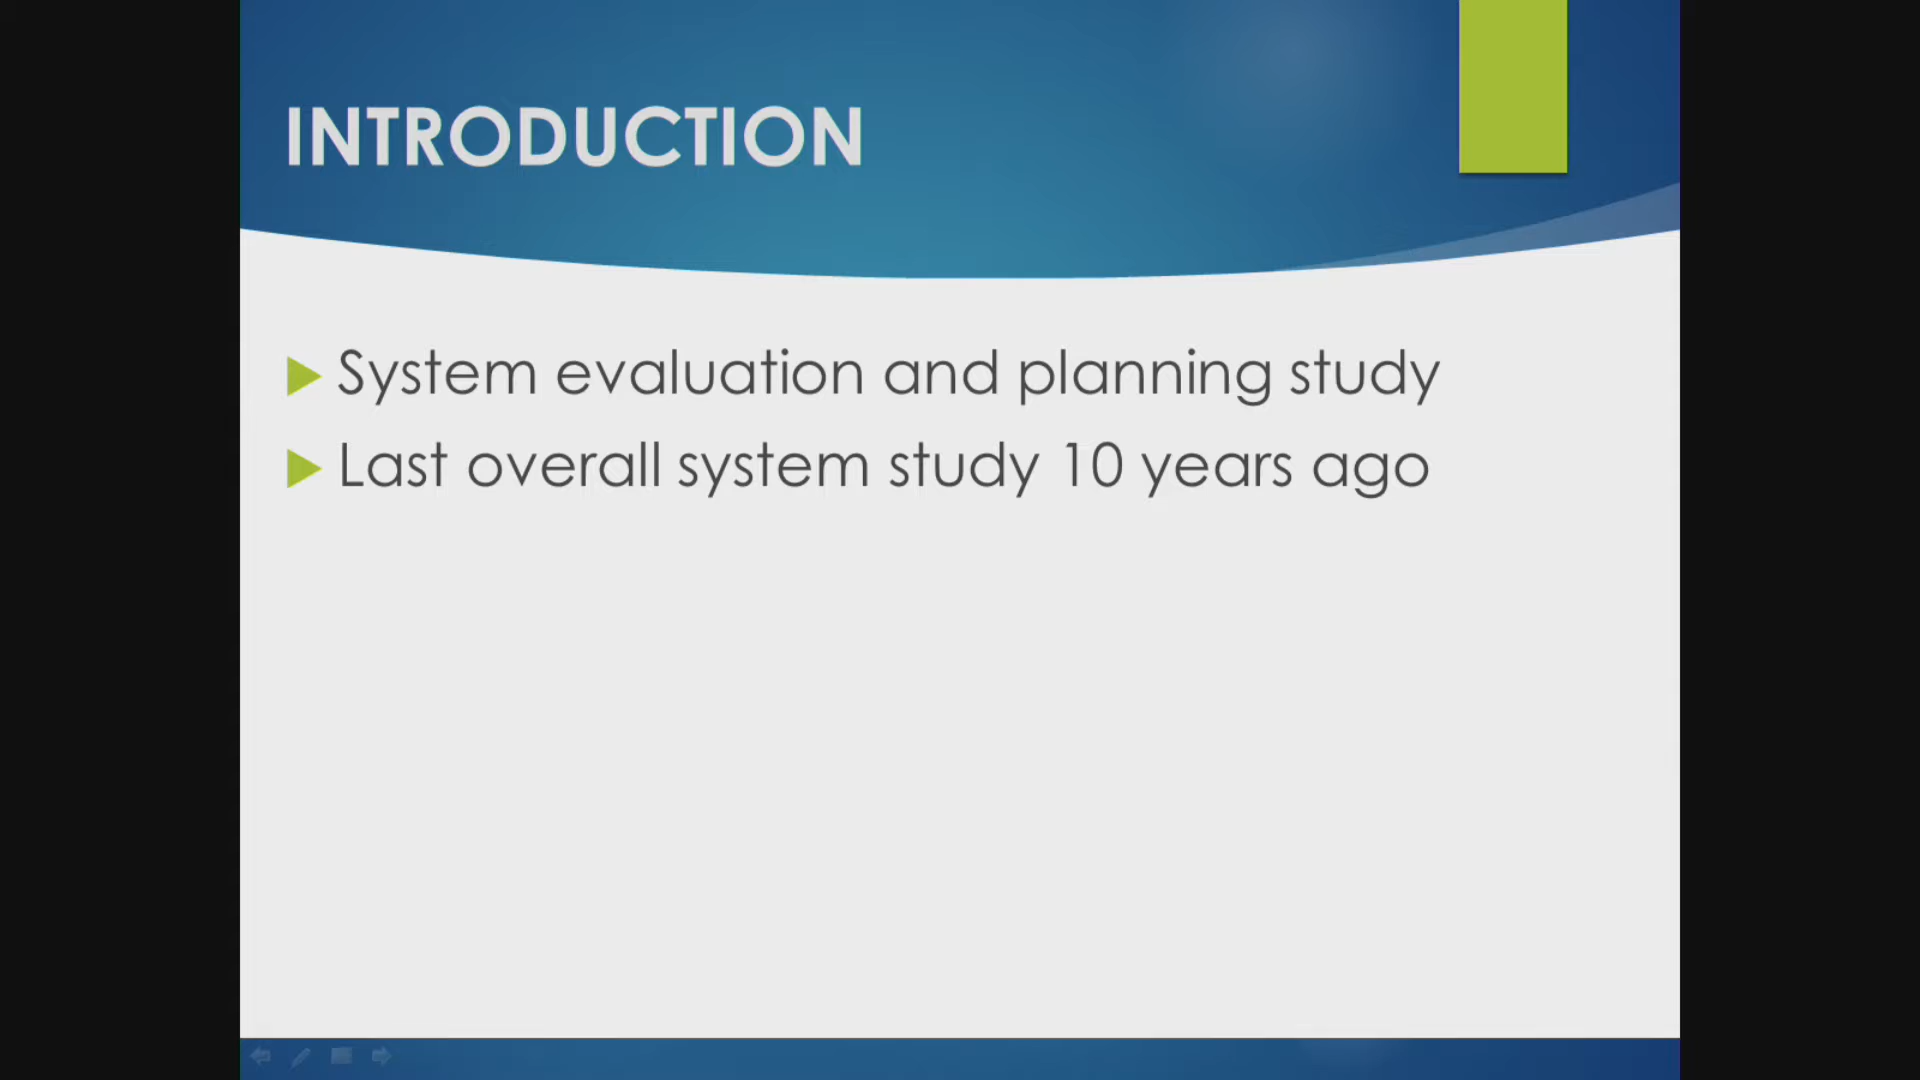 INTRODUCTION
System evaluation and planning study
Last overall system study 10 years ago